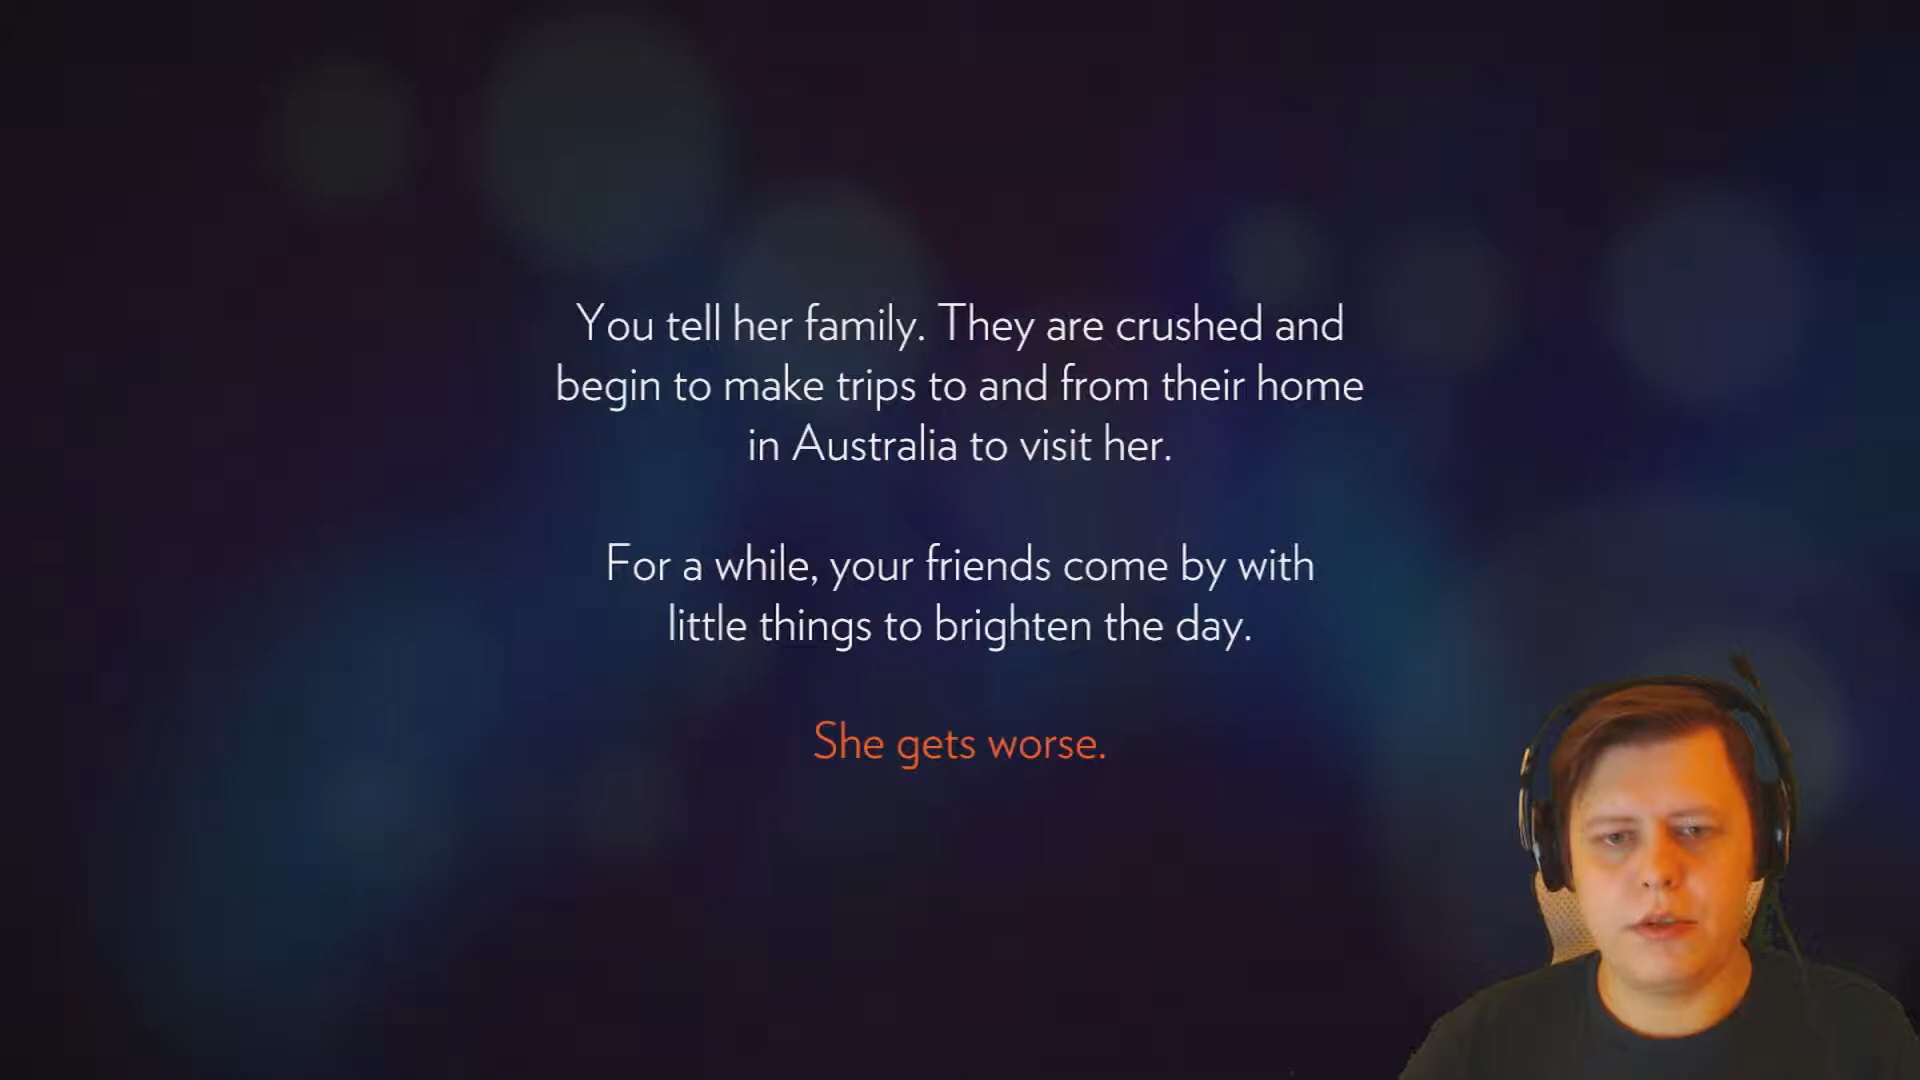 You tell her family. They are crushed and
begin to make trips to and from their home
in Australia to visit her.
For a while, your friends come by with
little things to brighten the day.
She gets worse.